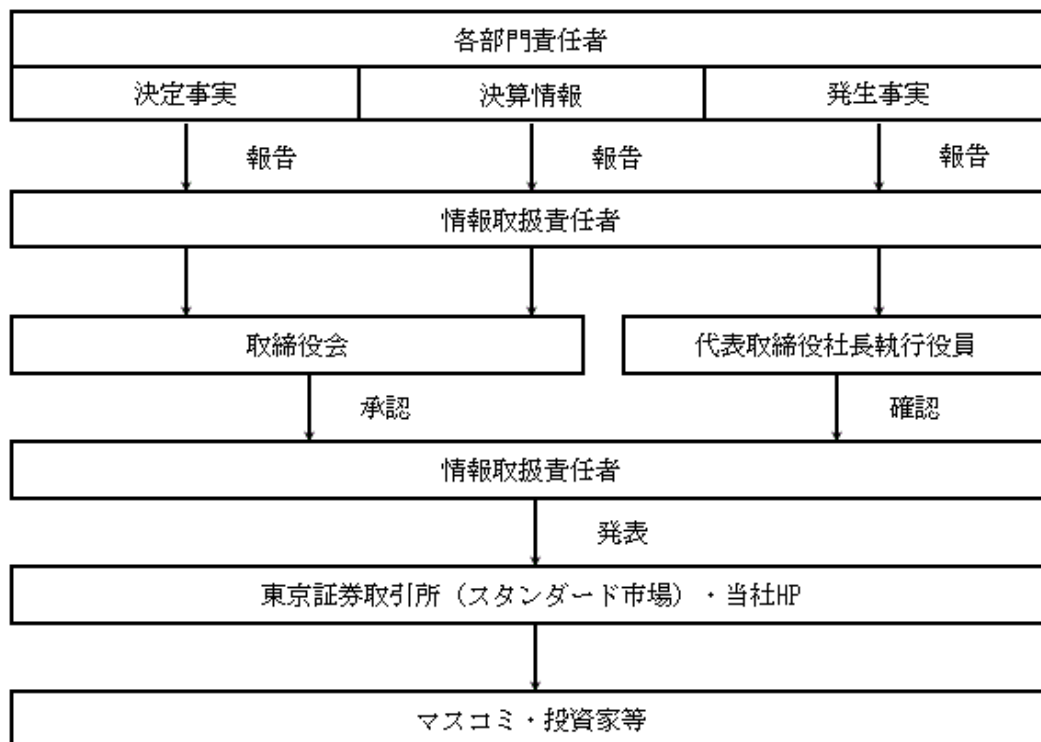 各部門責任者
決定事実 決算情報 発生事実
報告 報告 報告
情報取扱責任者
取締役会 代表取締役社長執行役員
承認 確認
情報取扱責任者
発表
東京証券取引所（スタンダード市場）・当社HP
マスコミ・投資家等